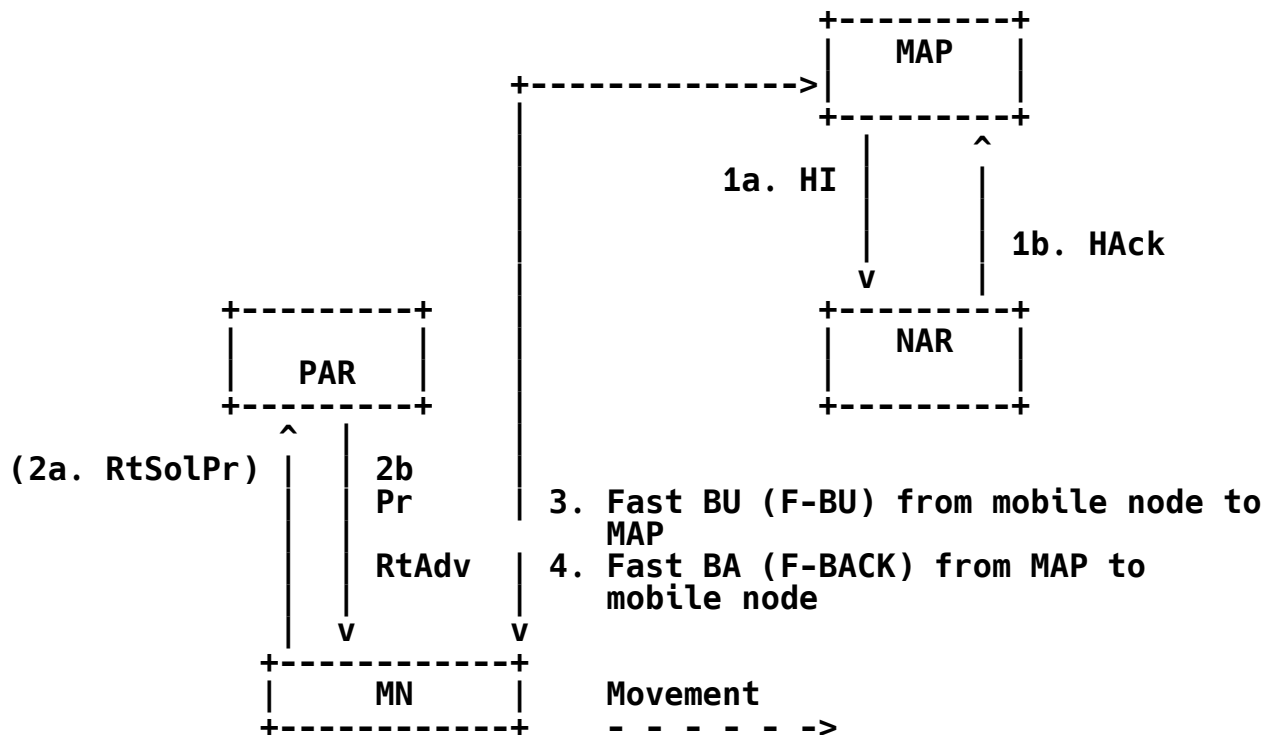 MAP
1a. HI
1b. HAck
NAR
PAR
(2a. RtSolPr)
2b
Pr
RtAdv
3. Fast BU (F-BU) from mobile node to
MAP
4. Fast BA (F-BACK) from MAP to
mobile node
MN
Movement